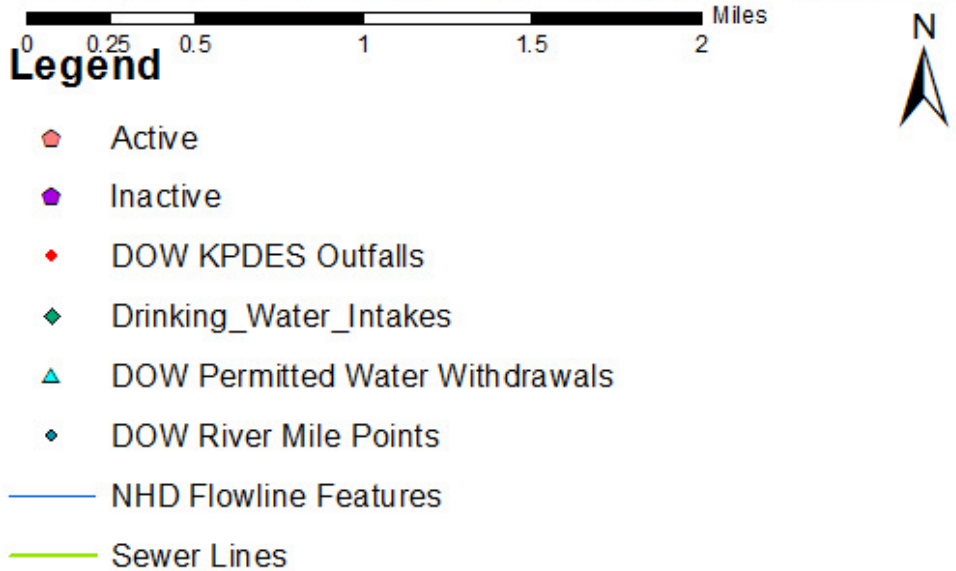 Miles
N
0 0.25 0.5 1 1.5 2
Legend
Active
Inactive
DOW KPDES Outfalls
Drinking_Water_Intakes
DOW Permitted Water Withdrawals
DOW River Mile Points
NHD Flowline Features
Sewer Lines